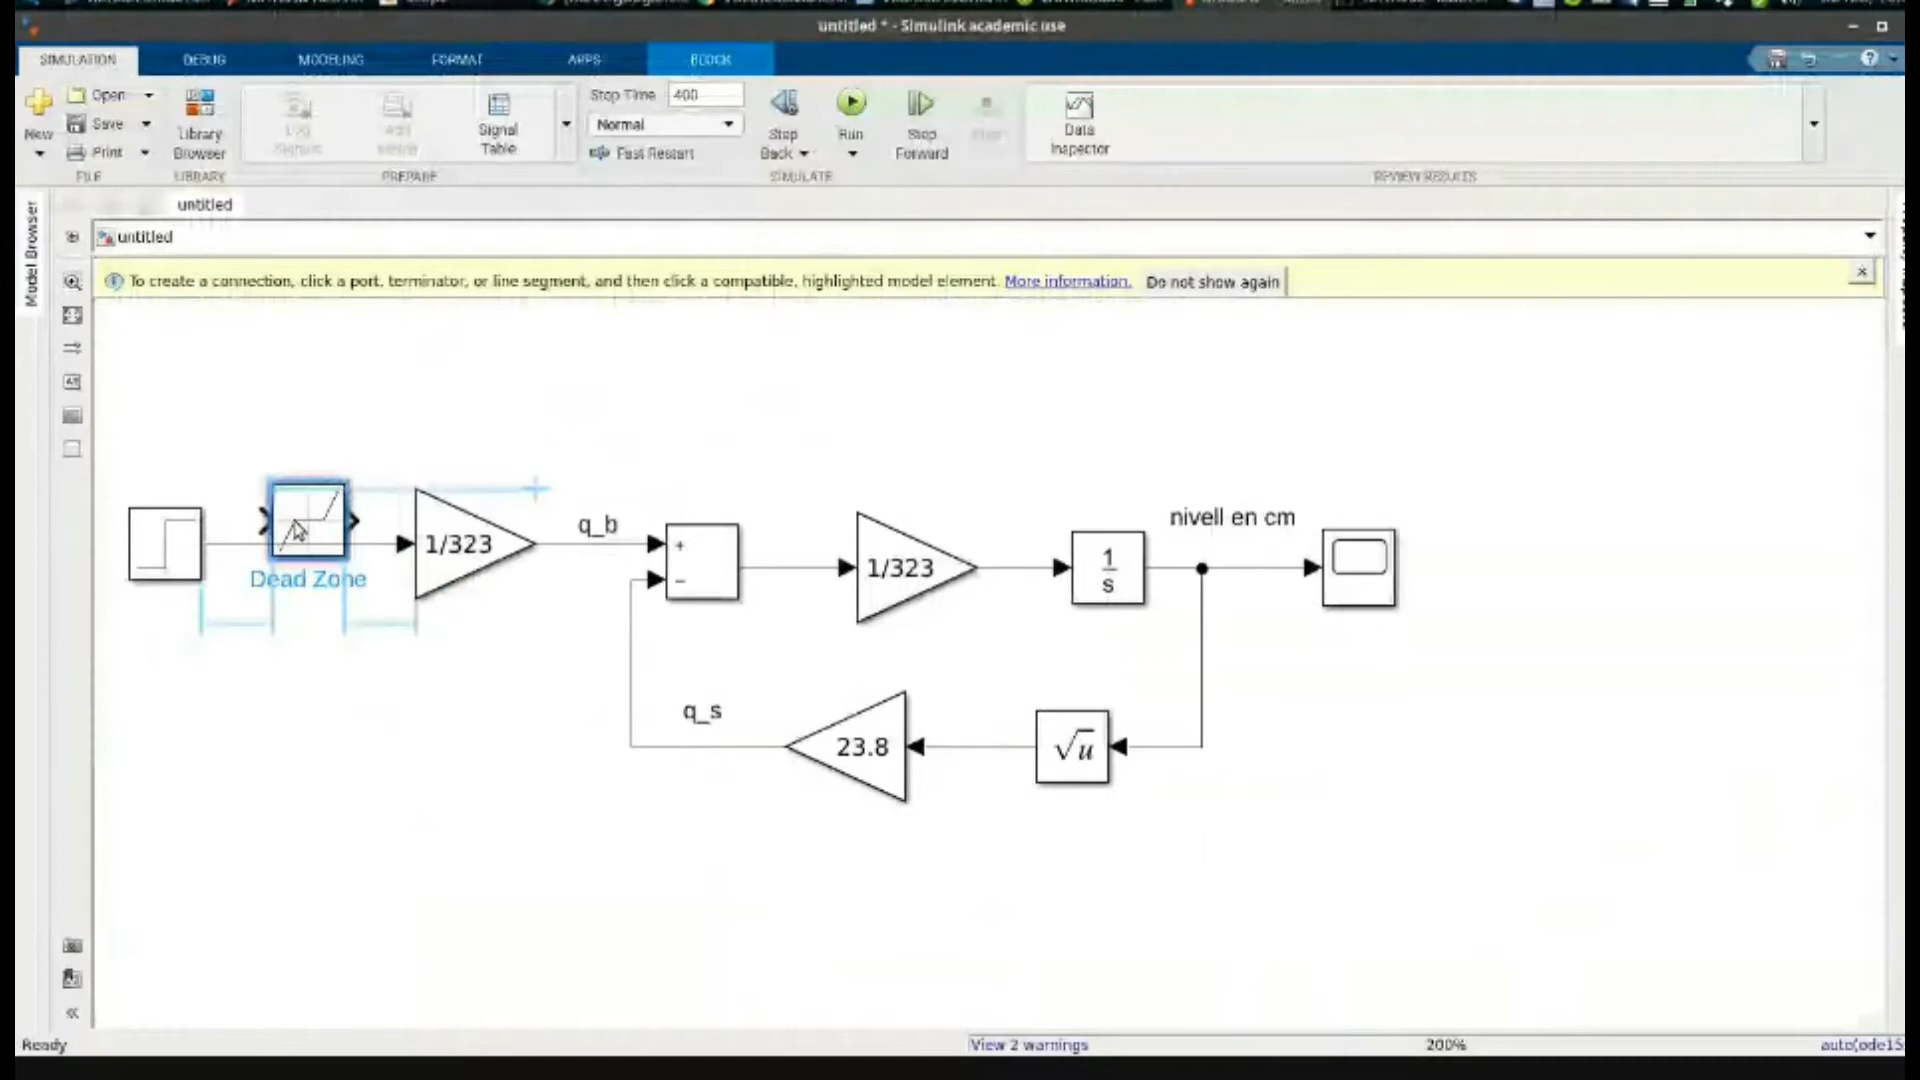 untitled * - Simulink academic use
SIMULATION DEBUG MODELING FORMAT APPS BLOCK
Open
Save
Print
New
Library
Browser
Signal
Table
Stop Time 400
Normal
Fast Restart
Step
Back
Run
Step
Forward
Data
Inspector
FILE LIBRARY PREPARE SIMULATE REVIEW RESULTS
Model Browser
untitled
untitled
To create a connection, click a port, terminator, or line segment, and then click a compatible, highlighted model element. More information. Do not show again
nivell en cm
q_b
1/323
+
−
1/323
1
s
Dead Zone
q_s
23.8
√u
Ready
View 2 warnings
200%
auto(ode15